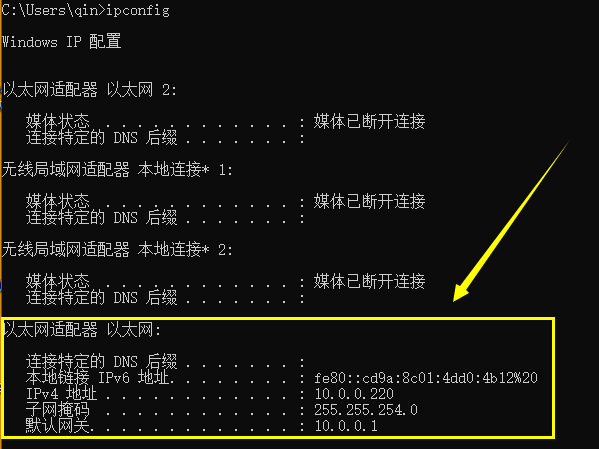 C:\Users\qin>ipconfig
Windows IP 配置
以太网适配器 以太网 2:
媒体状态 . . . . . . . . . . . . : 媒体已断开连接
连接特定的 DNS 后缀 . . . . . . . :
无线局域网适配器 本地连接* 1:
媒体状态 . . . . . . . . . . . . : 媒体已断开连接
连接特定的 DNS 后缀 . . . . . . . :
无线局域网适配器 本地连接* 2:
媒体状态 . . . . . . . . . . . . : 媒体已断开连接
连接特定的 DNS 后缀 . . . . . . . :
以太网适配器 以太网:
连接特定的 DNS 后缀 . . . . . . . :
本地链接 IPv6 地址. . . . . . . . : fe80::cd9a:8c01:4dd0:4b12%20
IPv4 地址 . . . . . . . . . . . . : 10.0.0.220
子网掩码 . . . . . . . . . . . . : 255.255.254.0
默认网关. . . . . . . . . . . . . : 10.0.0.1